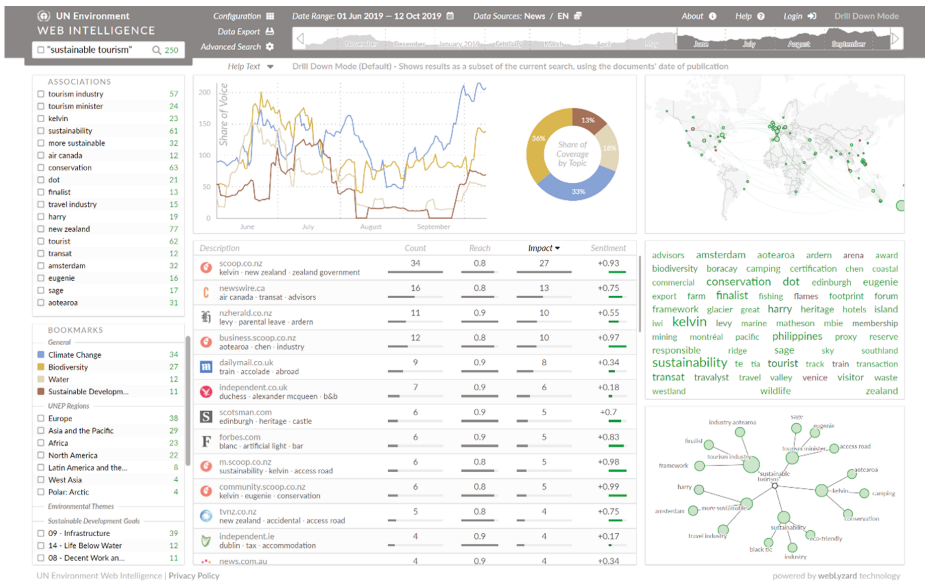 UN Environment
WEB INTELLIGENCE
Configuration
Data Export
Advanced Search
Date Range: 01 Jun 2019 — 12 Oct 2019
Data Sources: News / EN
About
Help
Login
Drill Down Mode
"sustainable tourism" 250
June July August September
Help Text
Drill Down Mode (Default) - Shows results as a subset of the current search, using the documents' date of publication
ASSOCIATIONS
tourism industry 57
tourism minister 24
kelvin 23
sustainability 61
more sustainable 32
air canada 12
conservation 63
dot 21
finalist 13
travel industry 15
harry 19
new zealand 77
tourist 62
transat 12
amsterdam 32
eugenie 16
sage 17
aotearoa 31
BOOKMARKS
General
Climate Change 34
Biodiversity 27
Water 12
Sustainable Developm... 11
UNEP Regions
Europe 38
Asia and the Pacific 29
Africa 23
North America 22
Latin America and the... 8
West Asia 4
Polar: Arctic 4
Environmental Themes
Sustainable Development Goals
09 - Infrastructure 39
14 - Life Below Water 12
08 - Decent Work an... 11
Share of Voice
200
150
100
50
0
June July August September
Share of Coverage by Topic
13%
18%
33%
36%
Description Count Reach Impact Sentiment
scoop.co.nz 34 0.8 27 +0.93
kelvin · new zealand · zealand government
newswire.ca 16 0.8 13 +0.75
air canada · transat · advisors
nzherald.co.nz 11 0.9 10 +0.55
levy · parental leave · ardern
business.scoop.co.nz 12 0.8 10 +0.97
aotearoa · chen · industry
dailymail.co.uk 9 0.9 8 +0.34
train · accolade · abroad
independent.co.uk 7 0.9 6 +0.18
duchess · alexander mcqueen · b&b
scotsman.com 6 0.9 5 +0.7
edinburgh · heritage · castle
forbes.com 6 0.9 5 +0.83
blanc · artificial light · bar
m.scoop.co.nz 6 0.8 5 +0.98
sustainability · kelvin · access road
community.scoop.co.nz 6 0.8 5 +0.99
kelvin · eugenie · conservation
tvnz.co.nz 5 0.8 4 +0.75
new zealand · accidental · access road
independent.ie 4 0.9 4 +0.17
dublin · tax · accommodation
news.com.au 4 0.9 4 +0.34
advisors amsterdam aotearoa ardern arena award
biodiversity boracay camping certification chen coastal
commercial conservation dot edinburgh eugenie
export farm finalist fishing flames footprint forum
framework glacier great harry heritage hotels island
iwi kelvin levy marine matheson mbie membership
mining montréal pacific philippines proxy reserve
responsible ridge sage sky southland
sustainability te tia tourist track train transaction
transat travalyst travel valley venice visitor waste
westland wildlife zealand
sage
industry aotearoa
eugenie
finalist
tourism minister
access road
tourism industry
framework
"sustainable tourism"
aotearoa
harry
kelvin
camping
amsterdam
more sustainable
conservation
travel industry
sustainability
eco-friendly
black tie
industry
UN Environment Web Intelligence | Privacy Policy
powered by webLyzard technology